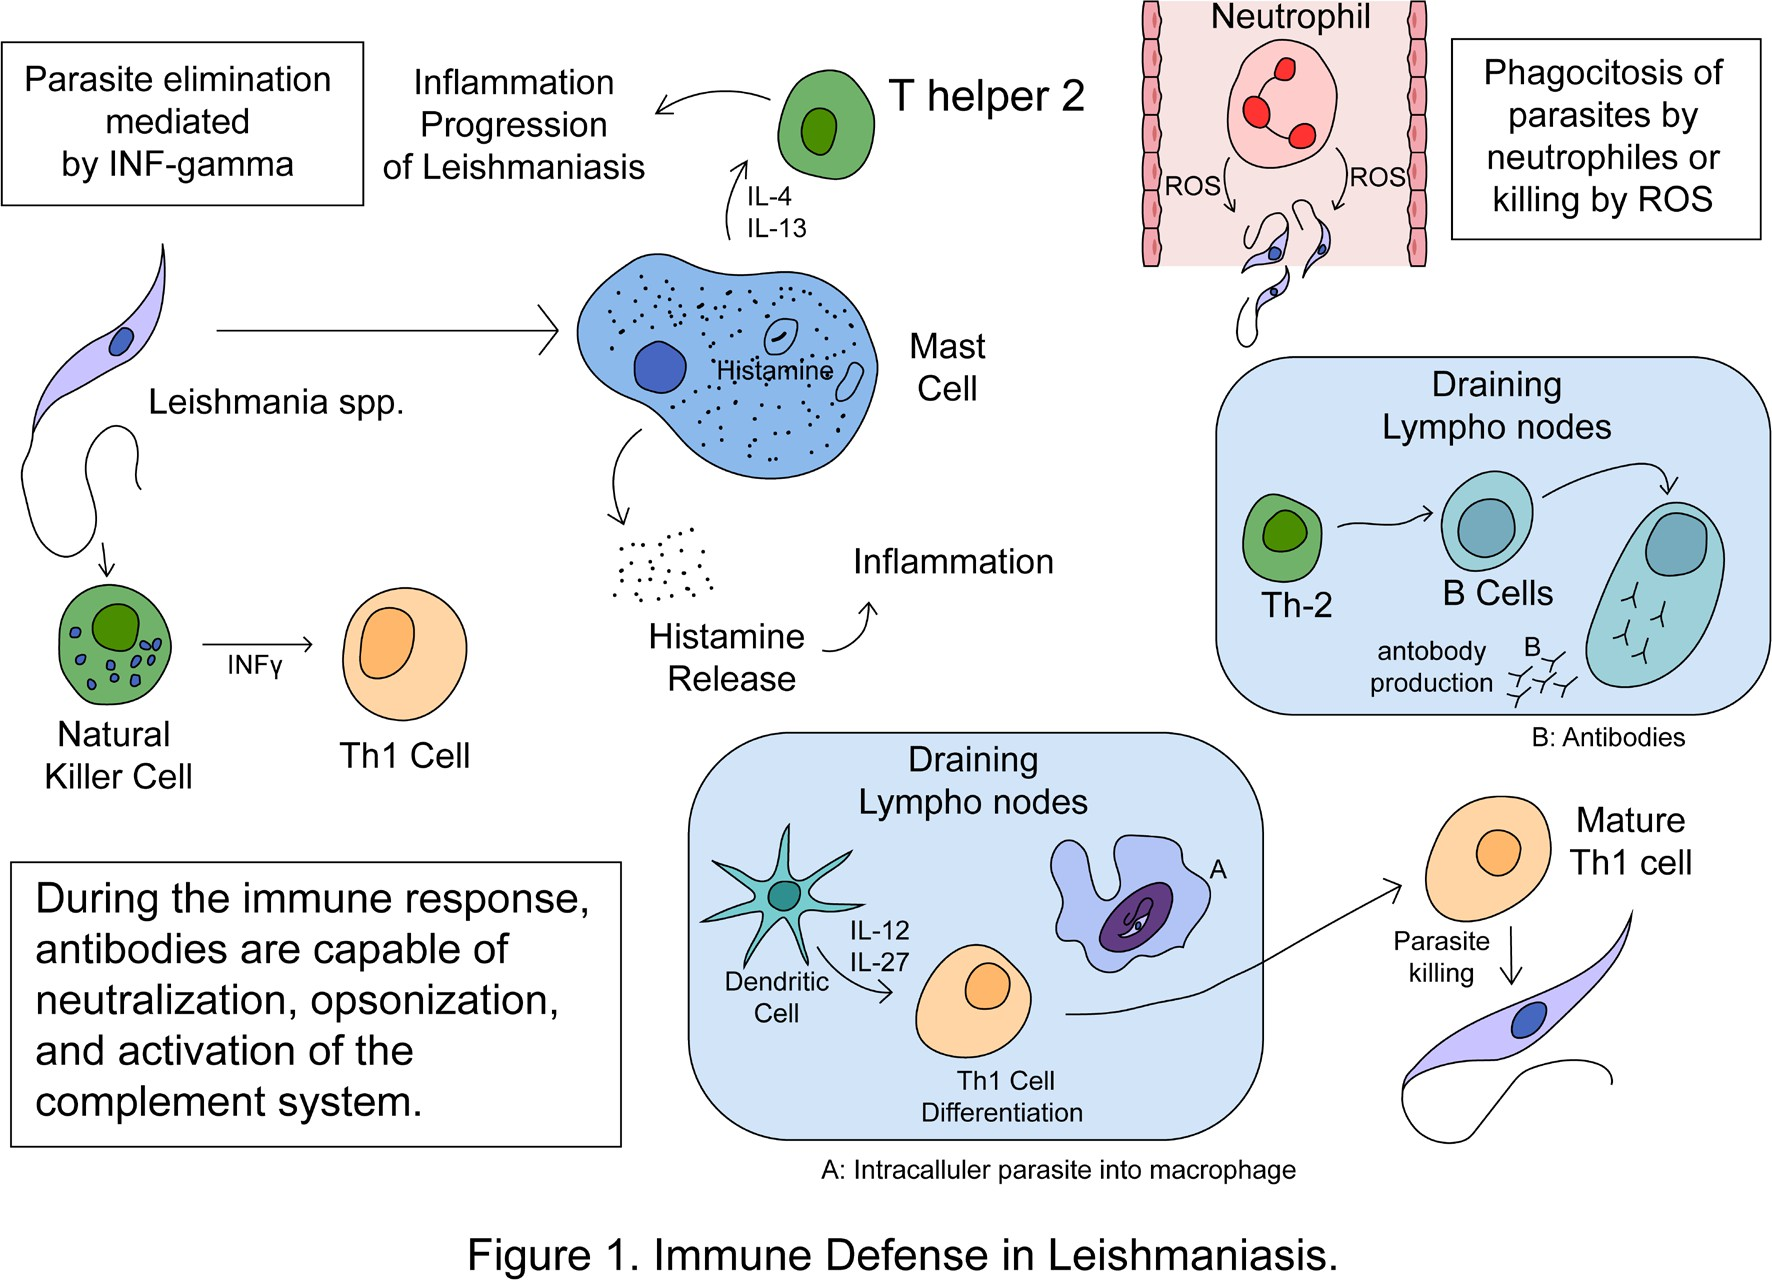 Parasite elimination
mediated
by INF-gamma
Inflammation
Progression
of Leishmaniasis
T helper 2
IL-4
IL-13
Neutrophil
ROS
ROS
Phagocitosis of
parasites by
neutrophiles or
killing by ROS
Leishmania spp.
Histamine
Mast
Cell
Histamine
Release
Inflammation
Natural
Killer Cell
INFγ
Th1 Cell
Draining
Lympho nodes
Th-2
B Cells
antobody
production
B
B: Antibodies
During the immune response,
antibodies are capable of
neutralization, opsonization,
and activation of the
complement system.
Draining
Lympho nodes
A
IL-12
IL-27
Dendritic
Cell
Th1 Cell
Differentiation
A: Intracalluler parasite into macrophage
Mature
Th1 cell
Parasite
killing
Figure 1. Immune Defense in Leishmaniasis.